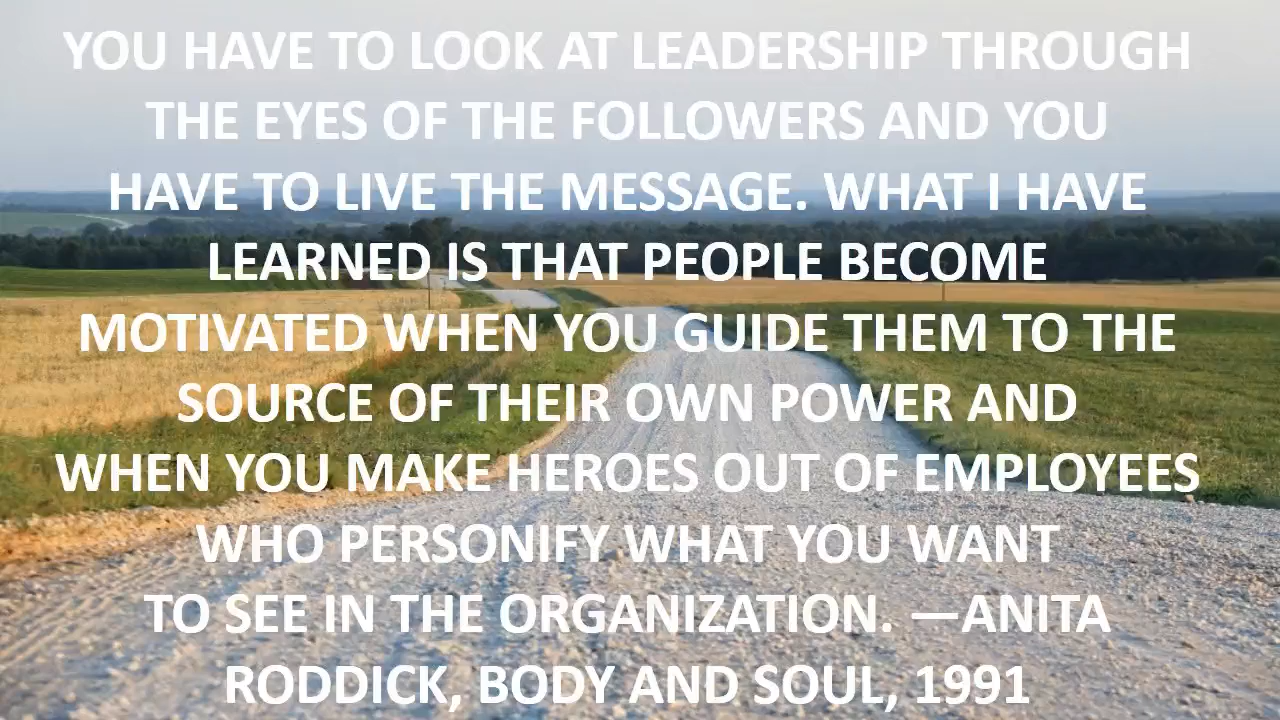 YOU HAVE TO LOOK AT LEADERSHIP THROUGH
THE EYES OF THE FOLLOWERS AND YOU
HAVE TO LIVE THE MESSAGE. WHAT I HAVE
LEARNED IS THAT PEOPLE BECOME
MOTIVATED WHEN YOU GUIDE THEM TO THE
SOURCE OF THEIR OWN POWER AND
WHEN YOU MAKE HEROES OUT OF EMPLOYEES
WHO PERSONIFY WHAT YOU WANT
TO SEE IN THE ORGANIZATION. —ANITA
RODDICK, BODY AND SOUL, 1991